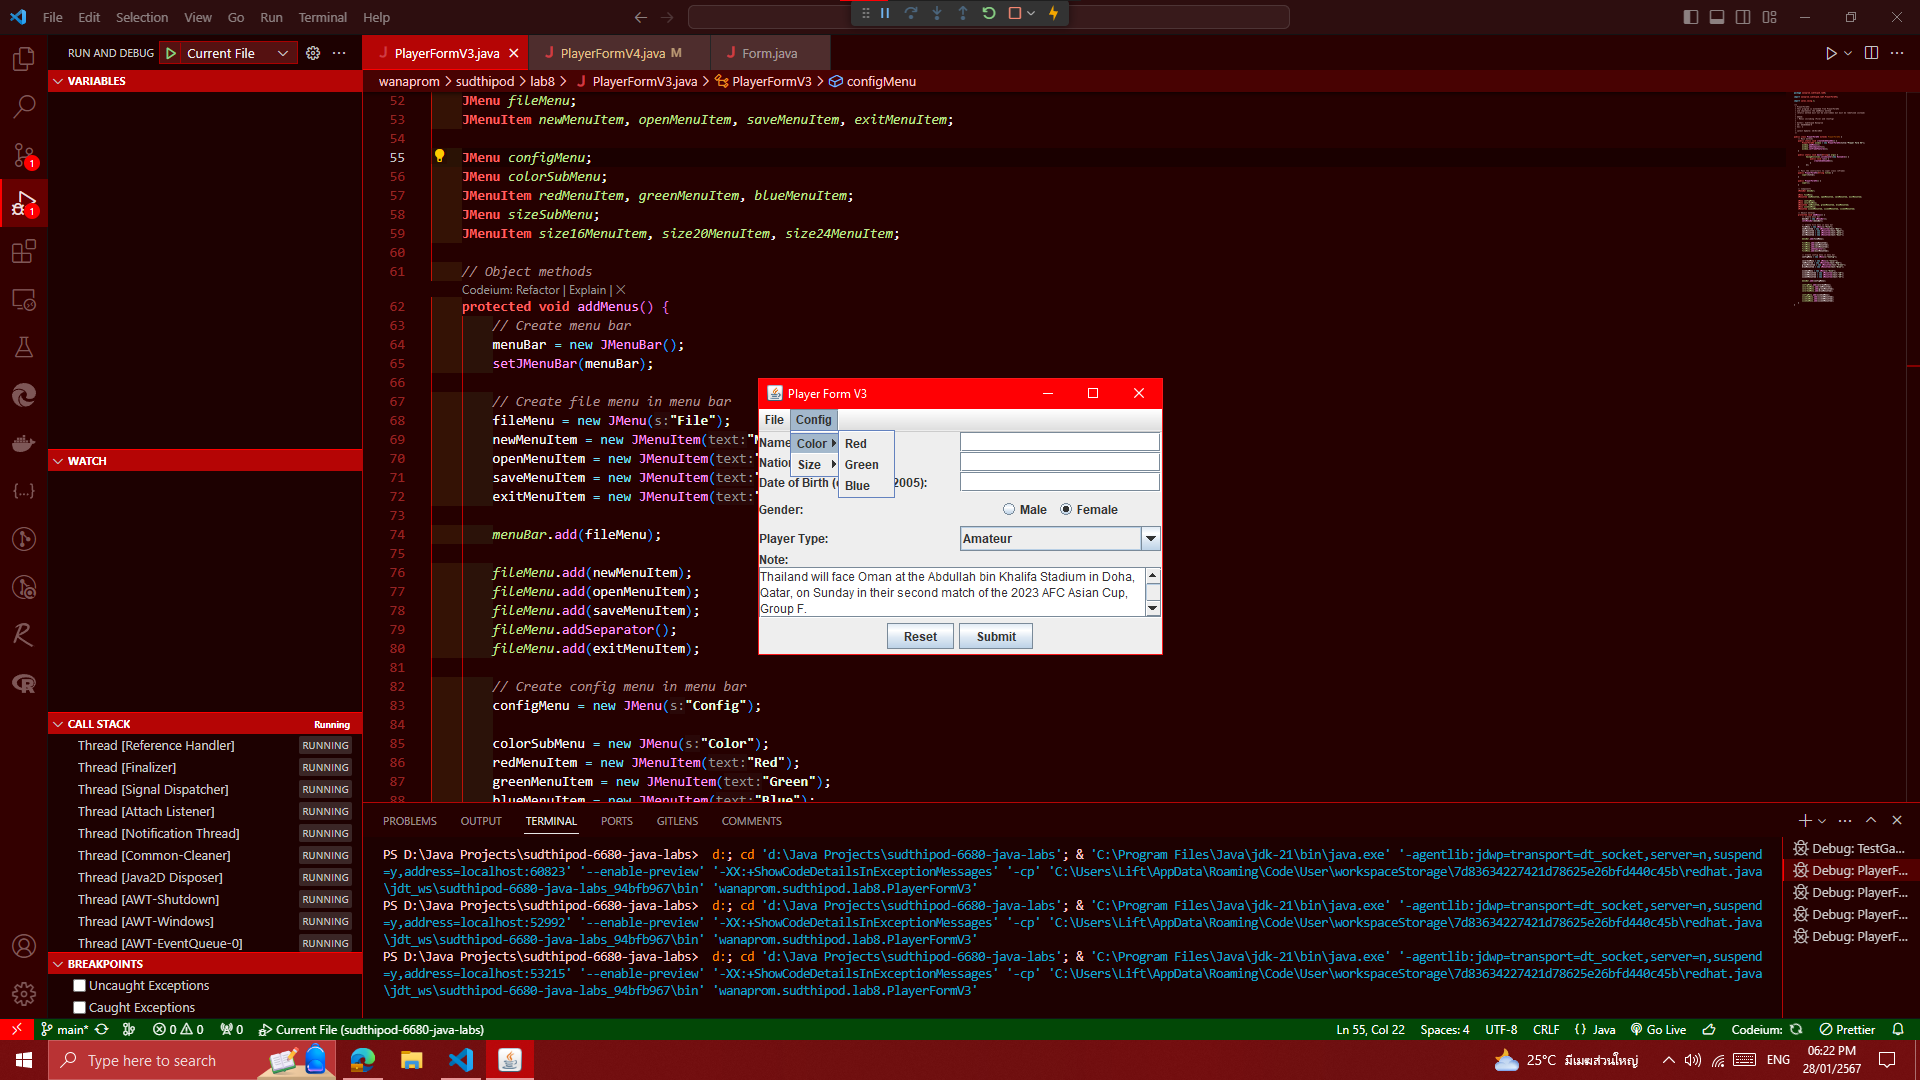 File Edit Selection View Go Run Terminal Help
RUN AND DEBUG Current File
PlayerFormV3.java
PlayerFormV4.java M
Form.java
VARIABLES
wanaprom > sudthipod > lab8 > PlayerFormV3.java > PlayerFormV3 > configMenu
52 JMenu fileMenu;
53 JMenuItem newMenuItem, openMenuItem, saveMenuItem, exitMenuItem;
54
55 JMenu configMenu;
56 JMenu colorSubMenu;
57 JMenuItem redMenuItem, greenMenuItem, blueMenuItem;
58 JMenu sizeSubMenu;
59 JMenuItem size16MenuItem, size20MenuItem, size24MenuItem;
60
61 // Object methods
Codeium: Refactor | Explain | X
62 protected void addMenus() {
63 // Create menu bar
64 menuBar = new JMenuBar();
65 setJMenuBar(menuBar);
66
67 // Create file menu in menu bar
68 fileMenu = new JMenu(s:"File");
69 newMenuItem = new JMenuItem(text:"
70 openMenuItem = new JMenuItem(text:"
71 saveMenuItem = new JMenuItem(text:"
72 exitMenuItem = new JMenuItem(text:"
73
74 menuBar.add(fileMenu);
75
76 fileMenu.add(newMenuItem);
77 fileMenu.add(openMenuItem);
78 fileMenu.add(saveMenuItem);
79 fileMenu.addSeparator();
80 fileMenu.add(exitMenuItem);
81
82 // Create config menu in menu bar
83 configMenu = new JMenu(s:"Config");
84
85 colorSubMenu = new JMenu(s:"Color");
86 redMenuItem = new JMenuItem(text:"Red");
87 greenMenuItem = new JMenuItem(text:"Green");
88 blueMenuItem = new JMenuItem(text:"Blue");
Player Form V3
File Config
Name
Color Red
Size Green
Blue
Nation
Date of Birth (e 2005):
Gender: Male Female
Player Type: Amateur
Note:
Thailand will face Oman at the Abdullah bin Khalifa Stadium in Doha,
Qatar, on Sunday in their second match of the 2023 AFC Asian Cup,
Group F.
Reset Submit
WATCH
CALL STACK Running
Thread [Reference Handler] RUNNING
Thread [Finalizer] RUNNING
Thread [Signal Dispatcher] RUNNING
Thread [Attach Listener] RUNNING
Thread [Notification Thread] RUNNING
Thread [Common-Cleaner] RUNNING
Thread [Java2D Disposer] RUNNING
Thread [AWT-Shutdown] RUNNING
Thread [AWT-Windows] RUNNING
Thread [AWT-EventQueue-0] RUNNING
BREAKPOINTS
Uncaught Exceptions
Caught Exceptions
PROBLEMS OUTPUT TERMINAL PORTS GITLENS COMMENTS
PS D:\Java Projects\sudthipod-6680-java-labs> d:; cd 'd:\Java Projects\sudthipod-6680-java-labs'; & 'C:\Program Files\Java\jdk-21\bin\java.exe' '-agentlib:jdwp=transport=dt_socket,server=n,suspend
=y,address=localhost:60823' '--enable-preview' '-XX:+ShowCodeDetailsInExceptionMessages' '-cp' 'C:\Users\Lift\AppData\Roaming\Code\User\workspaceStorage\7d83634227421d78625e26bfd440c45b\redhat.java
\jdt_ws\sudthipod-6680-java-labs_94bfb967\bin' 'wanaprom.sudthipod.lab8.PlayerFormV3'
PS D:\Java Projects\sudthipod-6680-java-labs> d:; cd 'd:\Java Projects\sudthipod-6680-java-labs'; & 'C:\Program Files\Java\jdk-21\bin\java.exe' '-agentlib:jdwp=transport=dt_socket,server=n,suspend
=y,address=localhost:52992' '--enable-preview' '-XX:+ShowCodeDetailsInExceptionMessages' '-cp' 'C:\Users\Lift\AppData\Roaming\Code\User\workspaceStorage\7d83634227421d78625e26bfd440c45b\redhat.java
\jdt_ws\sudthipod-6680-java-labs_94bfb967\bin' 'wanaprom.sudthipod.lab8.PlayerFormV3'
PS D:\Java Projects\sudthipod-6680-java-labs> d:; cd 'd:\Java Projects\sudthipod-6680-java-labs'; & 'C:\Program Files\Java\jdk-21\bin\java.exe' '-agentlib:jdwp=transport=dt_socket,server=n,suspend
=y,address=localhost:53215' '--enable-preview' '-XX:+ShowCodeDetailsInExceptionMessages' '-cp' 'C:\Users\Lift\AppData\Roaming\Code\User\workspaceStorage\7d83634227421d78625e26bfd440c45b\redhat.java
\jdt_ws\sudthipod-6680-java-labs_94bfb967\bin' 'wanaprom.sudthipod.lab8.PlayerFormV3'
Debug: TestGa...
Debug: PlayerF...
Debug: PlayerF...
Debug: PlayerF...
Debug: PlayerF...
main* 0 0 0 Current File (sudthipod-6680-java-labs)
Ln 55, Col 22 Spaces: 4 UTF-8 CRLF {} Java Go Live Codeium: Prettier
Type here to search
25°C มีเมฆส่วนใหญ่ ENG
06:22 PM
28/01/2567